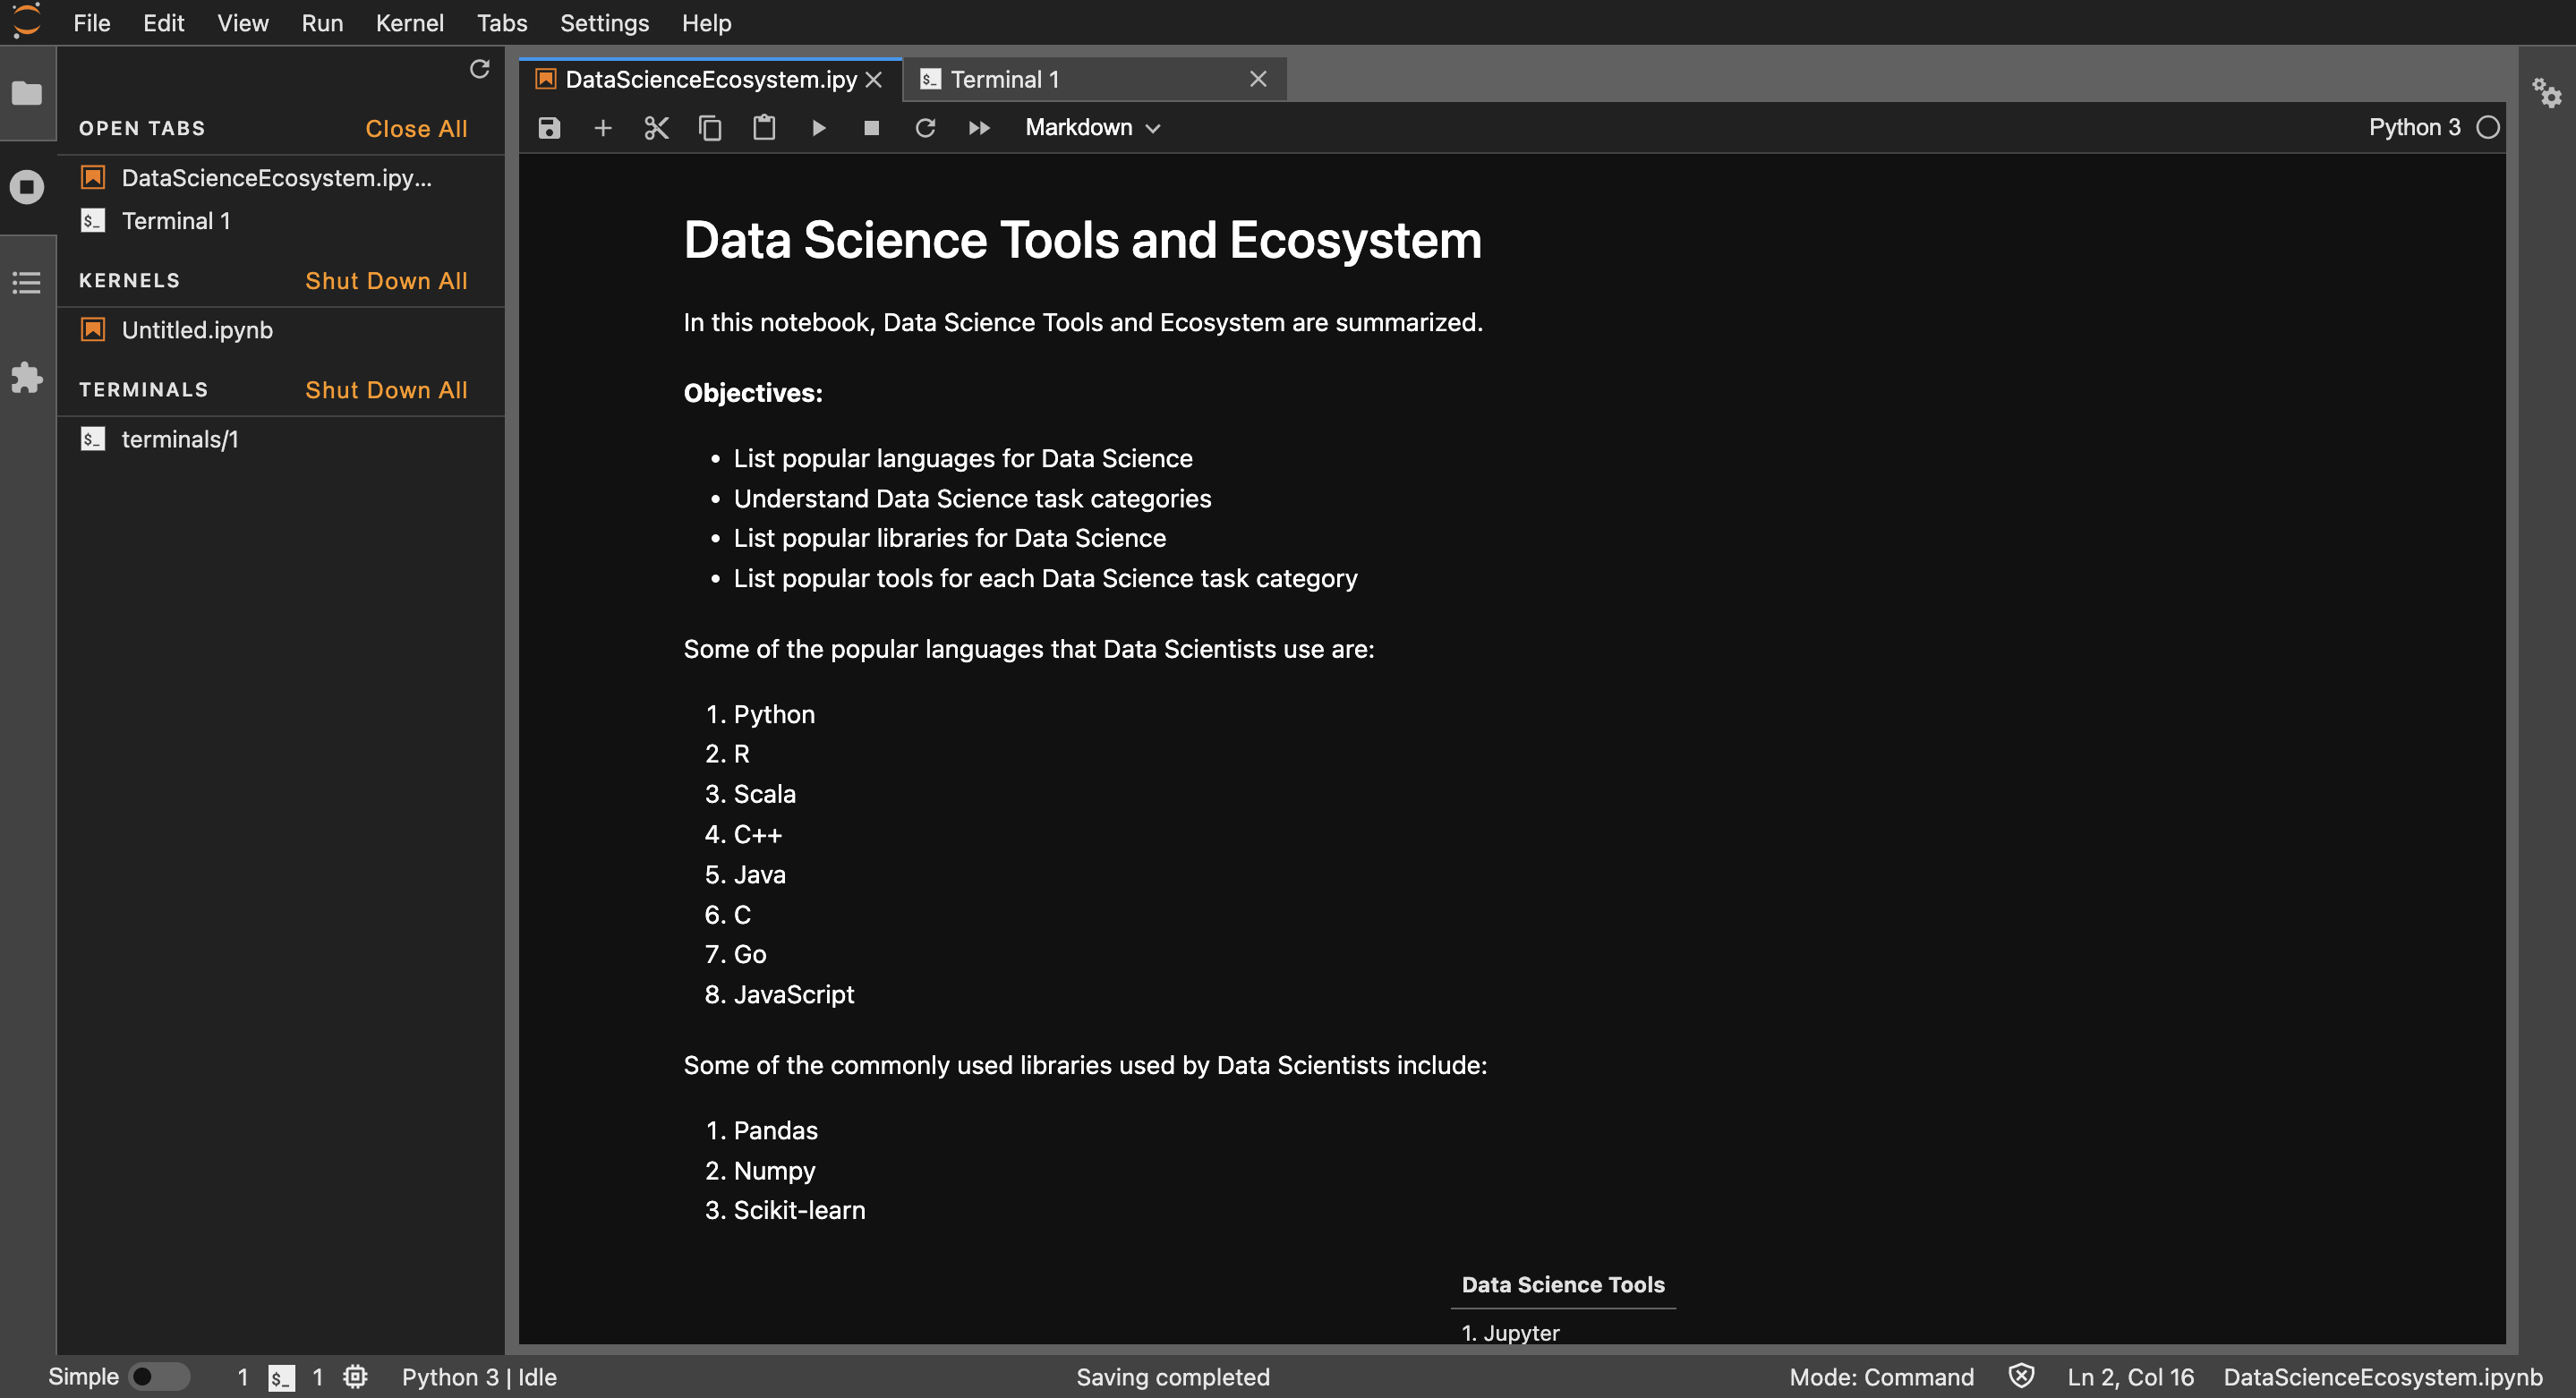 File Edit View Run Kernel Tabs Settings Help
OPEN TABS Close All
DataScienceEcosystem.ipy...
Terminal 1
KERNELS Shut Down All
Untitled.ipynb
TERMINALS Shut Down All
terminals/1
DataScienceEcosystem.ipy Terminal 1
Markdown Python 3
Data Science Tools and Ecosystem
In this notebook, Data Science Tools and Ecosystem are summarized.
Objectives:
• List popular languages for Data Science
• Understand Data Science task categories
• List popular libraries for Data Science
• List popular tools for each Data Science task category
Some of the popular languages that Data Scientists use are:
1. Python
2. R
3. Scala
4. C++
5. Java
6. C
7. Go
8. JavaScript
Some of the commonly used libraries used by Data Scientists include:
1. Pandas
2. Numpy
3. Scikit-learn
Data Science Tools
1. Jupyter
Simple 1 $_ 1 Python 3 | Idle Saving completed Mode: Command Ln 2, Col 16 DataScienceEcosystem.ipynb